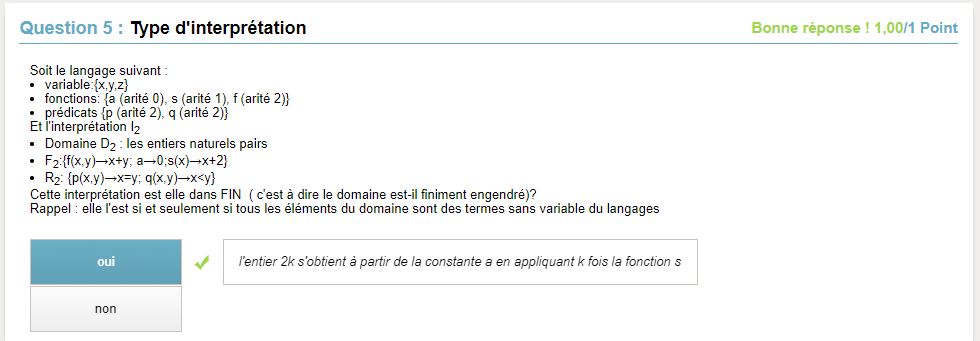 Question 5 : Type d'interprétation
Bonne réponse ! 1,00/1 Point
Soit le langage suivant :
• variable:{x,y,z}
• fonctions: {a (arité 0), s (arité 1), f (arité 2)}
• prédicats {p (arité 2), q (arité 2)}
Et l'interprétation I₂
• Domaine D₂ : les entiers naturels pairs
• F₂:{f(x,y)→x+y; a→0;s(x)→x+2}
• R₂: {p(x,y)→x=y; q(x,y)→x<y}
Cette interprétation est elle dans FIN ( c'est à dire le domaine est-il finiment engendré)?
Rappel : elle l'est si et seulement si tous les éléments du domaine sont des termes sans variable du langages
oui
l'entier 2k s'obtient à partir de la constante a en appliquant k fois la fonction s
non